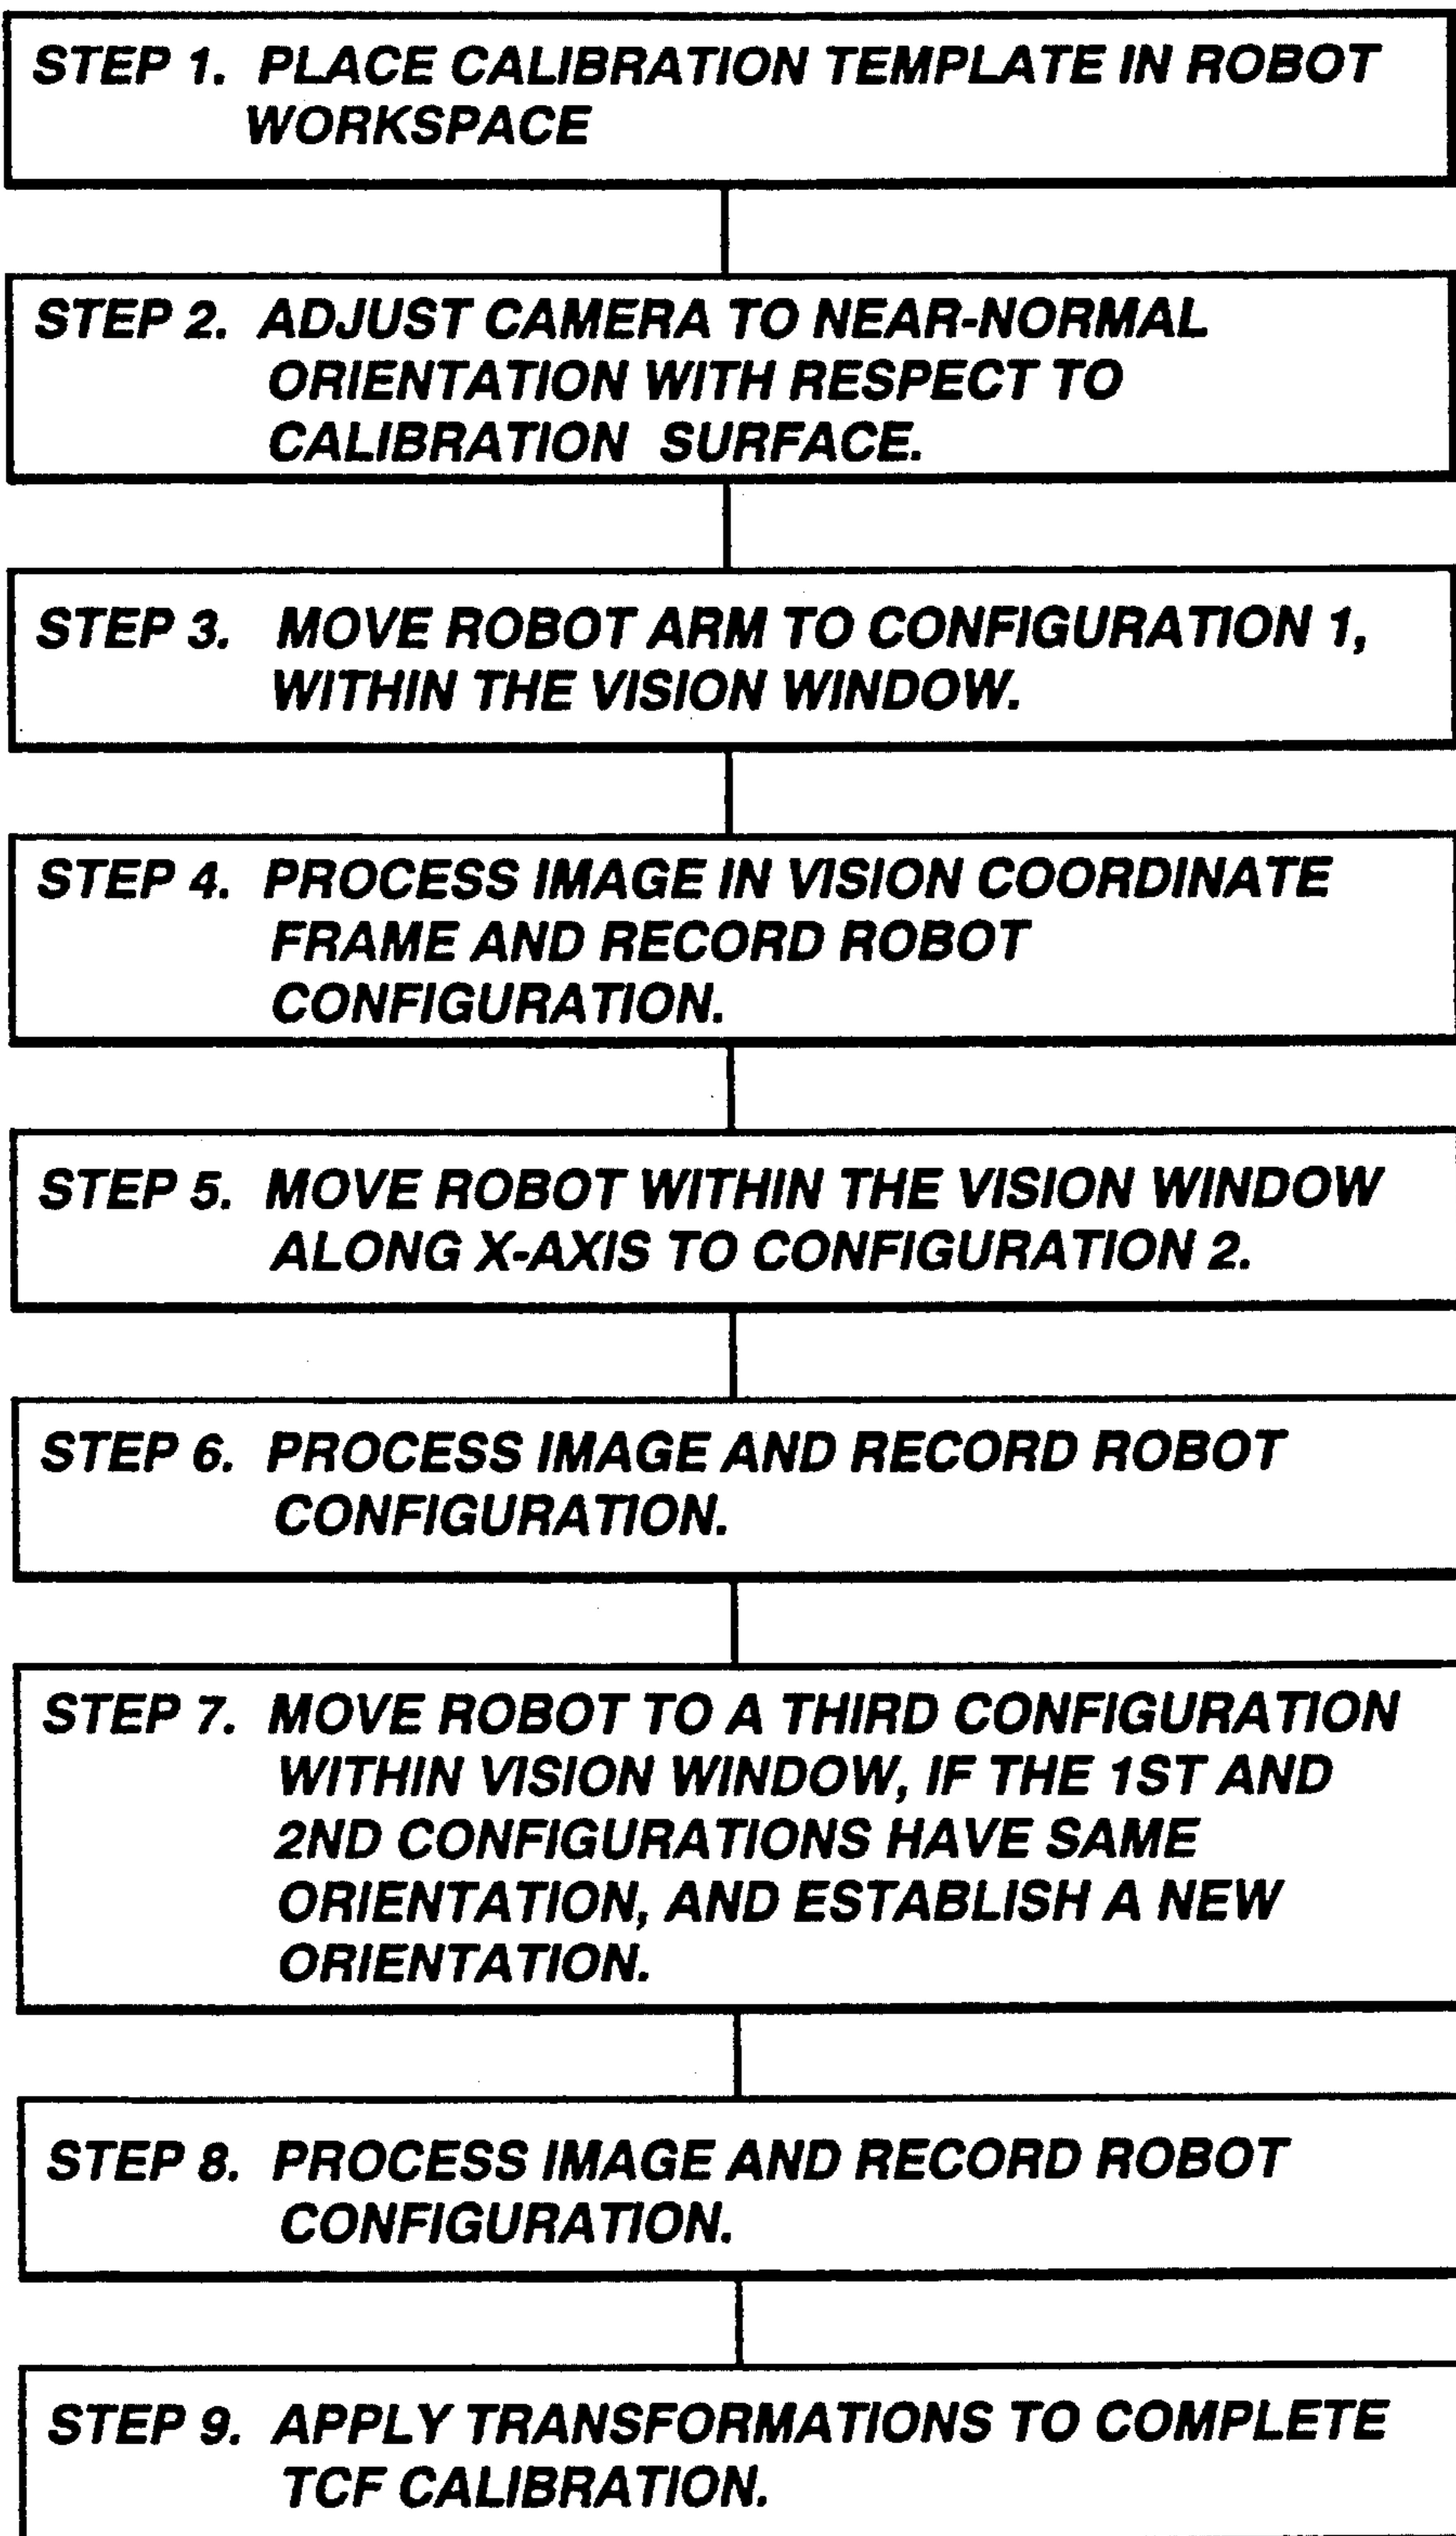 STEP 1. PLACE CALIBRATION TEMPLATE IN ROBOT
WORKSPACE
STEP 2. ADJUST CAMERA TO NEAR-NORMAL
ORIENTATION WITH RESPECT TO
CALIBRATION SURFACE.
STEP 3. MOVE ROBOT ARM TO CONFIGURATION 1,
WITHIN THE VISION WINDOW.
STEP 4. PROCESS IMAGE IN VISION COORDINATE
FRAME AND RECORD ROBOT
CONFIGURATION.
STEP 5. MOVE ROBOT WITHIN THE VISION WINDOW
ALONG X-AXIS TO CONFIGURATION 2.
STEP 6. PROCESS IMAGE AND RECORD ROBOT
CONFIGURATION.
STEP 7. MOVE ROBOT TO A THIRD CONFIGURATION
WITHIN VISION WINDOW, IF THE 1ST AND
2ND CONFIGURATIONS HAVE SAME
ORIENTATION, AND ESTABLISH A NEW
ORIENTATION.
STEP 8. PROCESS IMAGE AND RECORD ROBOT
CONFIGURATION.
STEP 9. APPLY TRANSFORMATIONS TO COMPLETE
TCF CALIBRATION.